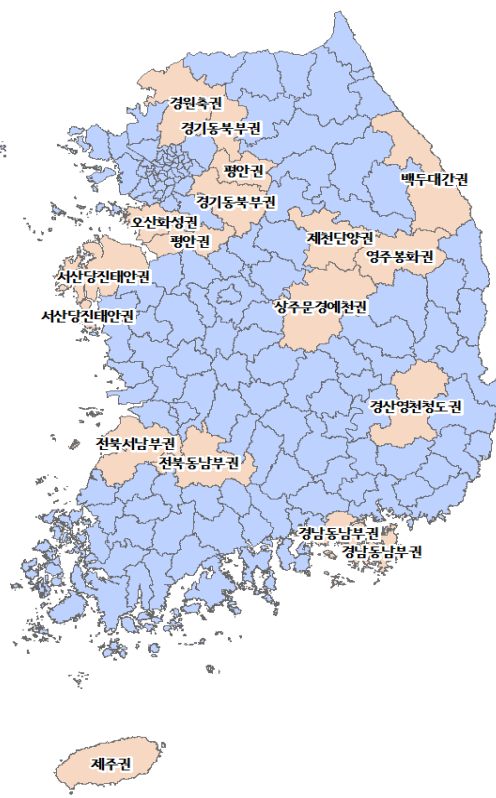 경원축권
경기동북부권
평안권
백두대간권
경기동북부권
오산화성권
제천단양권
평안권
영주봉화권
서산당진태안권
상주문경예천권
서산당진태안권
경산영천청도권
전북서남부권
전북동남부권
경남동남부권
경남동남부권
제주권